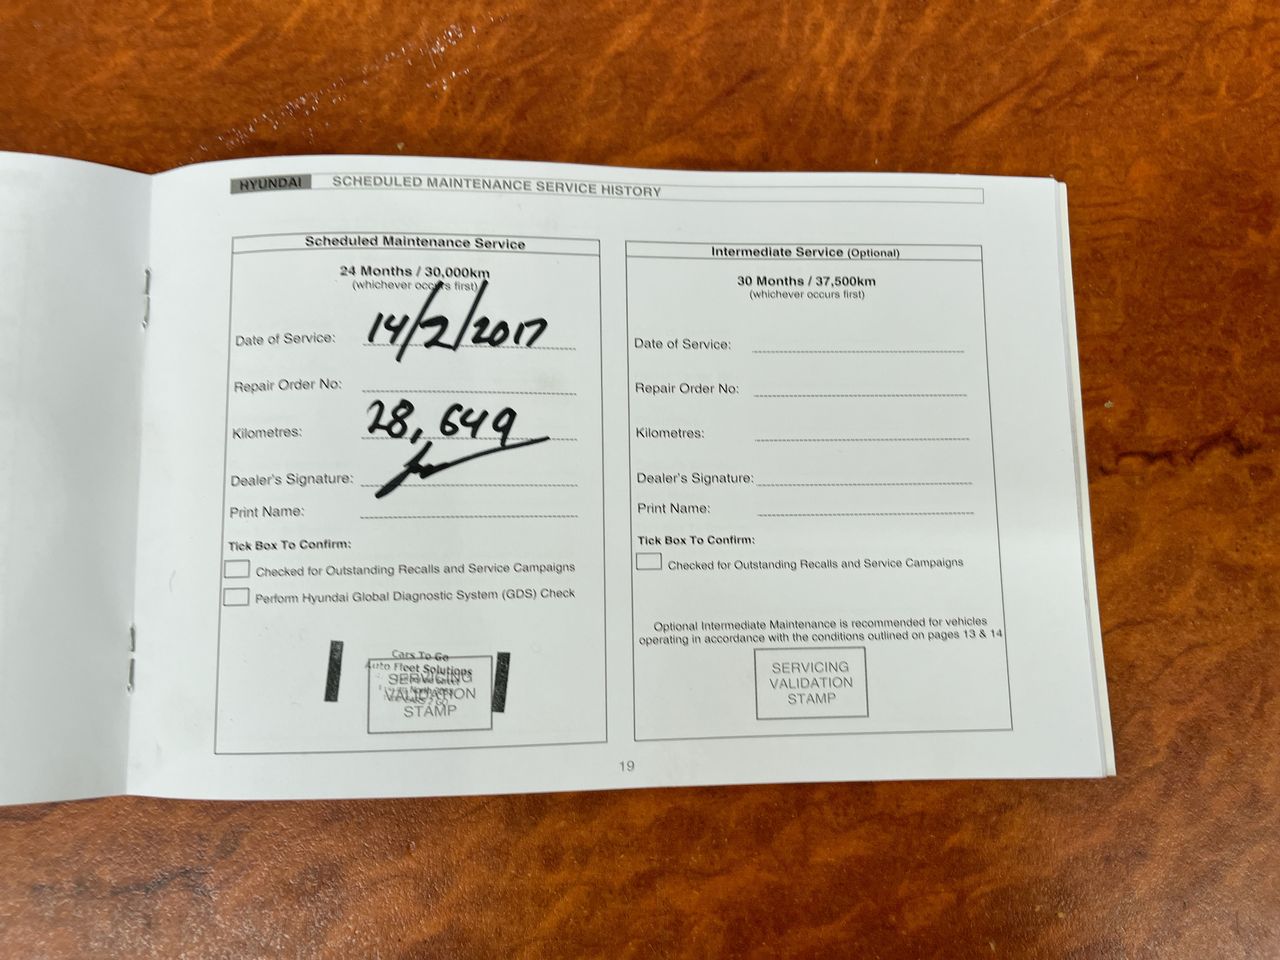 HYUNDAI SCHEDULED MAINTENANCE SERVICE HISTORY
Scheduled Maintenance Service
24 Months / 30,000km
(whichever occurs first)
Date of Service: 14/2/2017
Repair Order No:
Kilometres: 28,649
Dealer's Signature:
Print Name:
Tick Box To Confirm:
Checked for Outstanding Recalls and Service Campaigns
Perform Hyundai Global Diagnostic System (GDS) Check
Cars To Go
Auto Fleet Solutions
SERVICING
VALIDATION
STAMP
Intermediate Service (Optional)
30 Months / 37,500km
(whichever occurs first)
Date of Service:
Repair Order No:
Kilometres:
Dealer's Signature:
Print Name:
Tick Box To Confirm:
Checked for Outstanding Recalls and Service Campaigns
Optional Intermediate Maintenance is recommended for vehicles
operating in accordance with the conditions outlined on pages 13 & 14
SERVICING
VALIDATION
STAMP
19